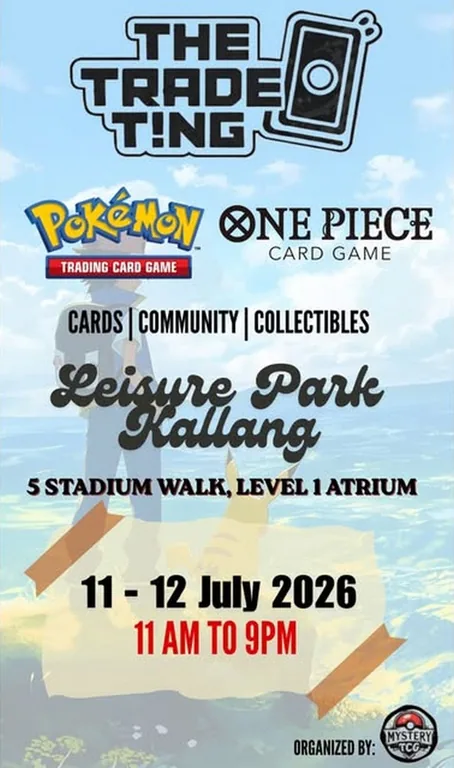 THE
TRADE
T!NG
POKéMON
TRADING CARD GAME
ONE PIECE
CARD GAME
CARDS | COMMUNITY | COLLECTIBLES
Leisure Park
Kallang
5 STADIUM WALK, LEVEL 1 ATRIUM
11 - 12 July 2026
11 AM TO 9PM
ORGANIZED BY:
MYSTERY
TCG